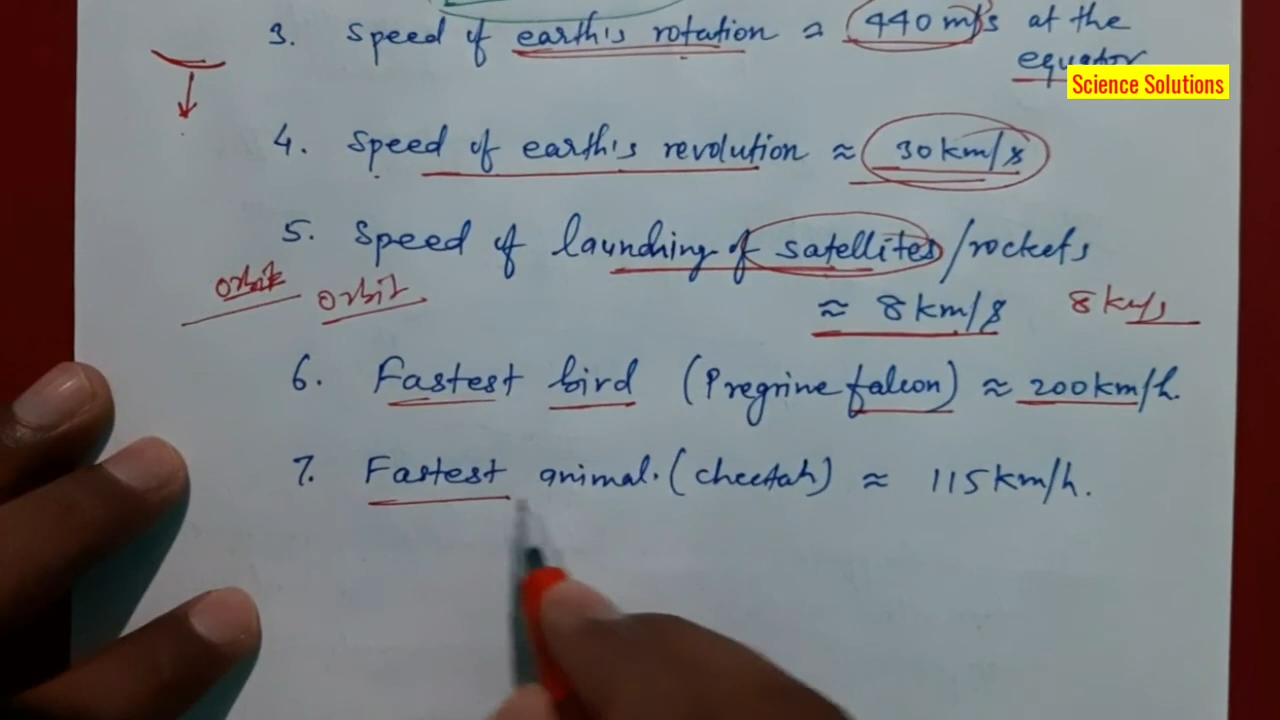 3. Speed of earth's rotation ≈ 440 m/s at the
equator
Science Solutions
4. Speed of earth's revolution ≈ 30 km/s
5. Speed of launching of satellites/rockets
orbit orbit
≈ 8 km/s 8 km/s
6. Fastest bird (Pregrine falcon) ≈ 200 km/h.
7. Fastest animal. (cheetah) ≈ 115 km/h.